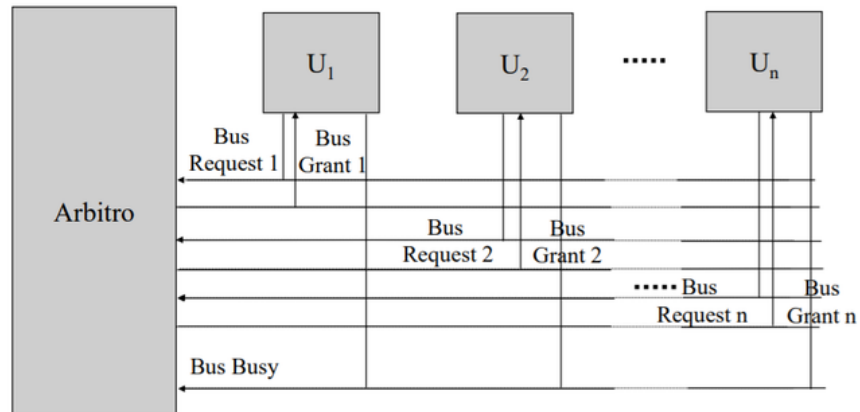 U1
U2
.....
Un
Bus Request 1
Bus Grant 1
Arbitro
Bus Request 2
Bus Grant 2
.....
Bus Request n
Bus Grant n
Bus Busy